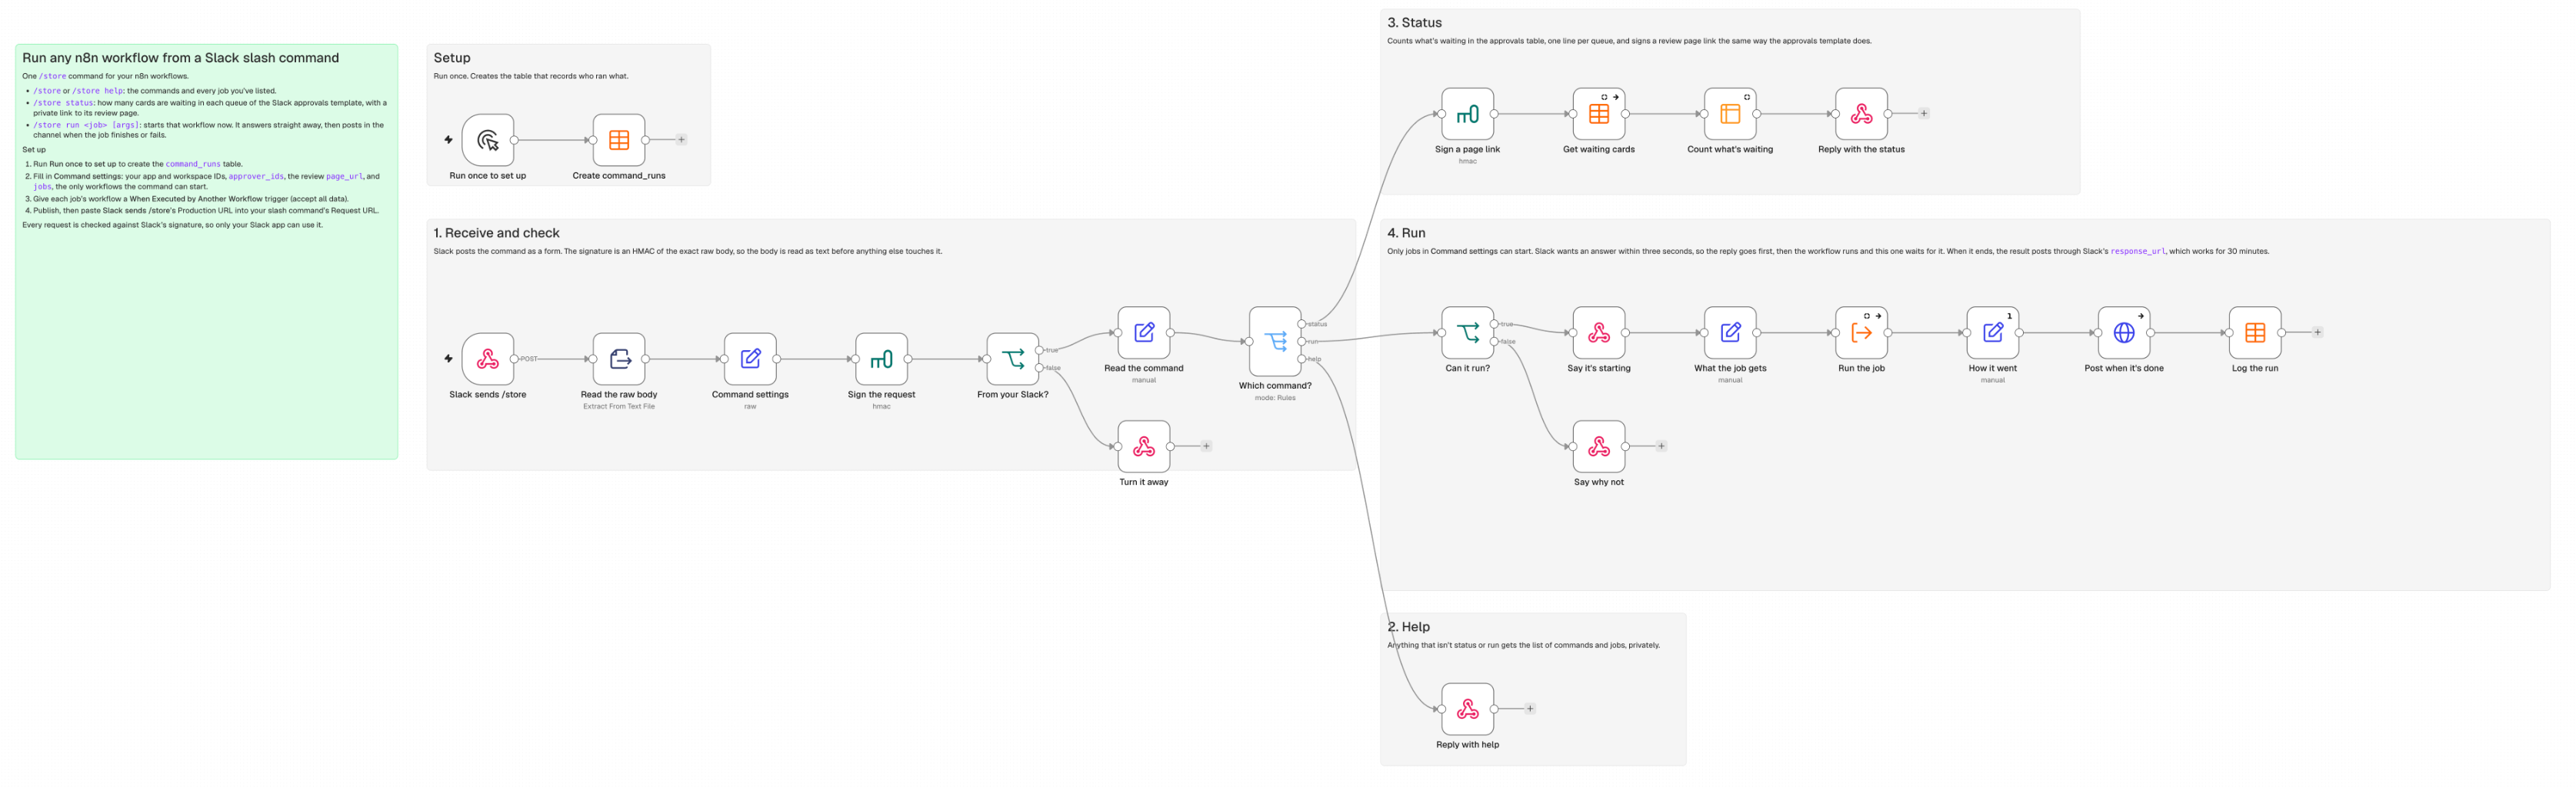 Run any n8n workflow from a Slack slash command
One /store command for your n8n workflows.
• /store or /store help: the commands and every job you've listed.
• /store status: how many cards are waiting in each queue of the Slack approvals template, with a
private link to its review page.
• /store run <job> [args]: starts that workflow now. It answers straight away, then posts in the
channel when the job finishes or fails.
Set up
1. Run Run once to set up to create the command_runs table.
2. Fill in Command settings: your app and workspace IDs, approver_ids, the review page_url, and
jobs, the only workflows the command can start.
3. Give each job's workflow a When Executed by Another Workflow trigger (accept all data).
4. Publish, then paste Slack sends /store's Production URL into your slash command's Request URL.
Every request is checked against Slack's signature, so only your Slack app can use it.
Setup
Run once. Creates the table that records who ran what.
Run once to set up
Create command_runs
1. Receive and check
Slack posts the command as a form. The signature is an HMAC of the exact raw body, so the body is read as text before anything else touches it.
Slack sends /store
POST
Read the raw body
Extract From Text File
Command settings
raw
Sign the request
hmac
From your Slack?
true
false
Read the command
manual
Turn it away
Which command?
mode: Rules
status
run
help
3. Status
Counts what's waiting in the approvals table, one line per queue, and signs a review page link the same way the approvals template does.
Sign a page link
hmac
Get waiting cards
Count what's waiting
Reply with the status
4. Run
Only jobs in Command settings can start. Slack wants an answer within three seconds, so the reply goes first, then the workflow runs and this one waits for it. When it ends, the result posts through Slack's response_url, which works for 30 minutes.
Can it run?
true
false
Say it's starting
What the job gets
manual
Run the job
1
How it went
manual
Post when it's done
Log the run
Say why not
2. Help
Anything that isn't status or run gets the list of commands and jobs, privately.
Reply with help